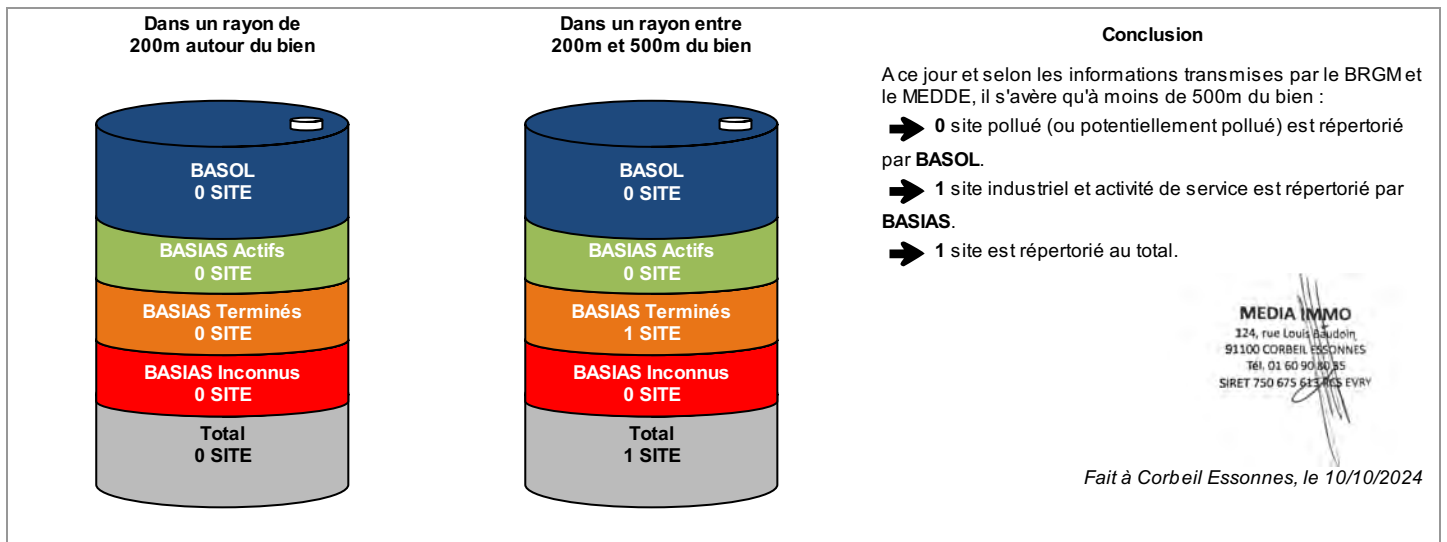 Dans un rayon de
200m autour du bien
BASOL
0 SITE
BASIAS Actifs
0 SITE
BASIAS Terminés
0 SITE
BASIAS Inconnus
0 SITE
Total
0 SITE
Dans un rayon entre
200m et 500m du bien
BASOL
0 SITE
BASIAS Actifs
0 SITE
BASIAS Terminés
1 SITE
BASIAS Inconnus
0 SITE
Total
1 SITE
Conclusion
A ce jour et selon les informations transmises par le BRGM et
le MEDDE, il s'avère qu'à moins de 500m du bien :
0 site pollué (ou potentiellement pollué) est répertorié
par BASOL.
1 site industriel et activité de service est répertorié par
BASIAS.
1 site est répertorié au total.
MEDIA IMMO
124, rue Louis Baudoin
91100 CORBEIL ESSONNES
Tél. 01 60 90 80 85
SIRET 750 675 613 RCS EVRY
Fait à Corbeil Essonnes, le 10/10/2024